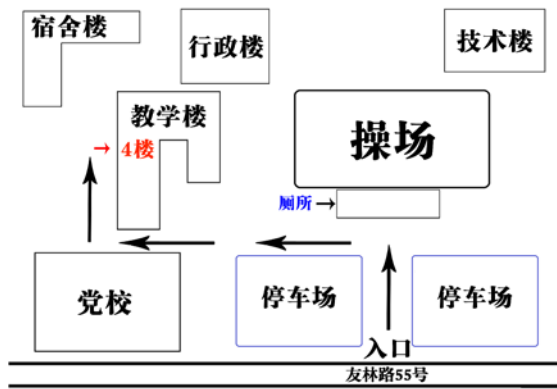 宿舍楼
行政楼
技术楼
教学楼
→ 4楼
操场
厕所→
党校
停车场
停车场
入口
友林路55号